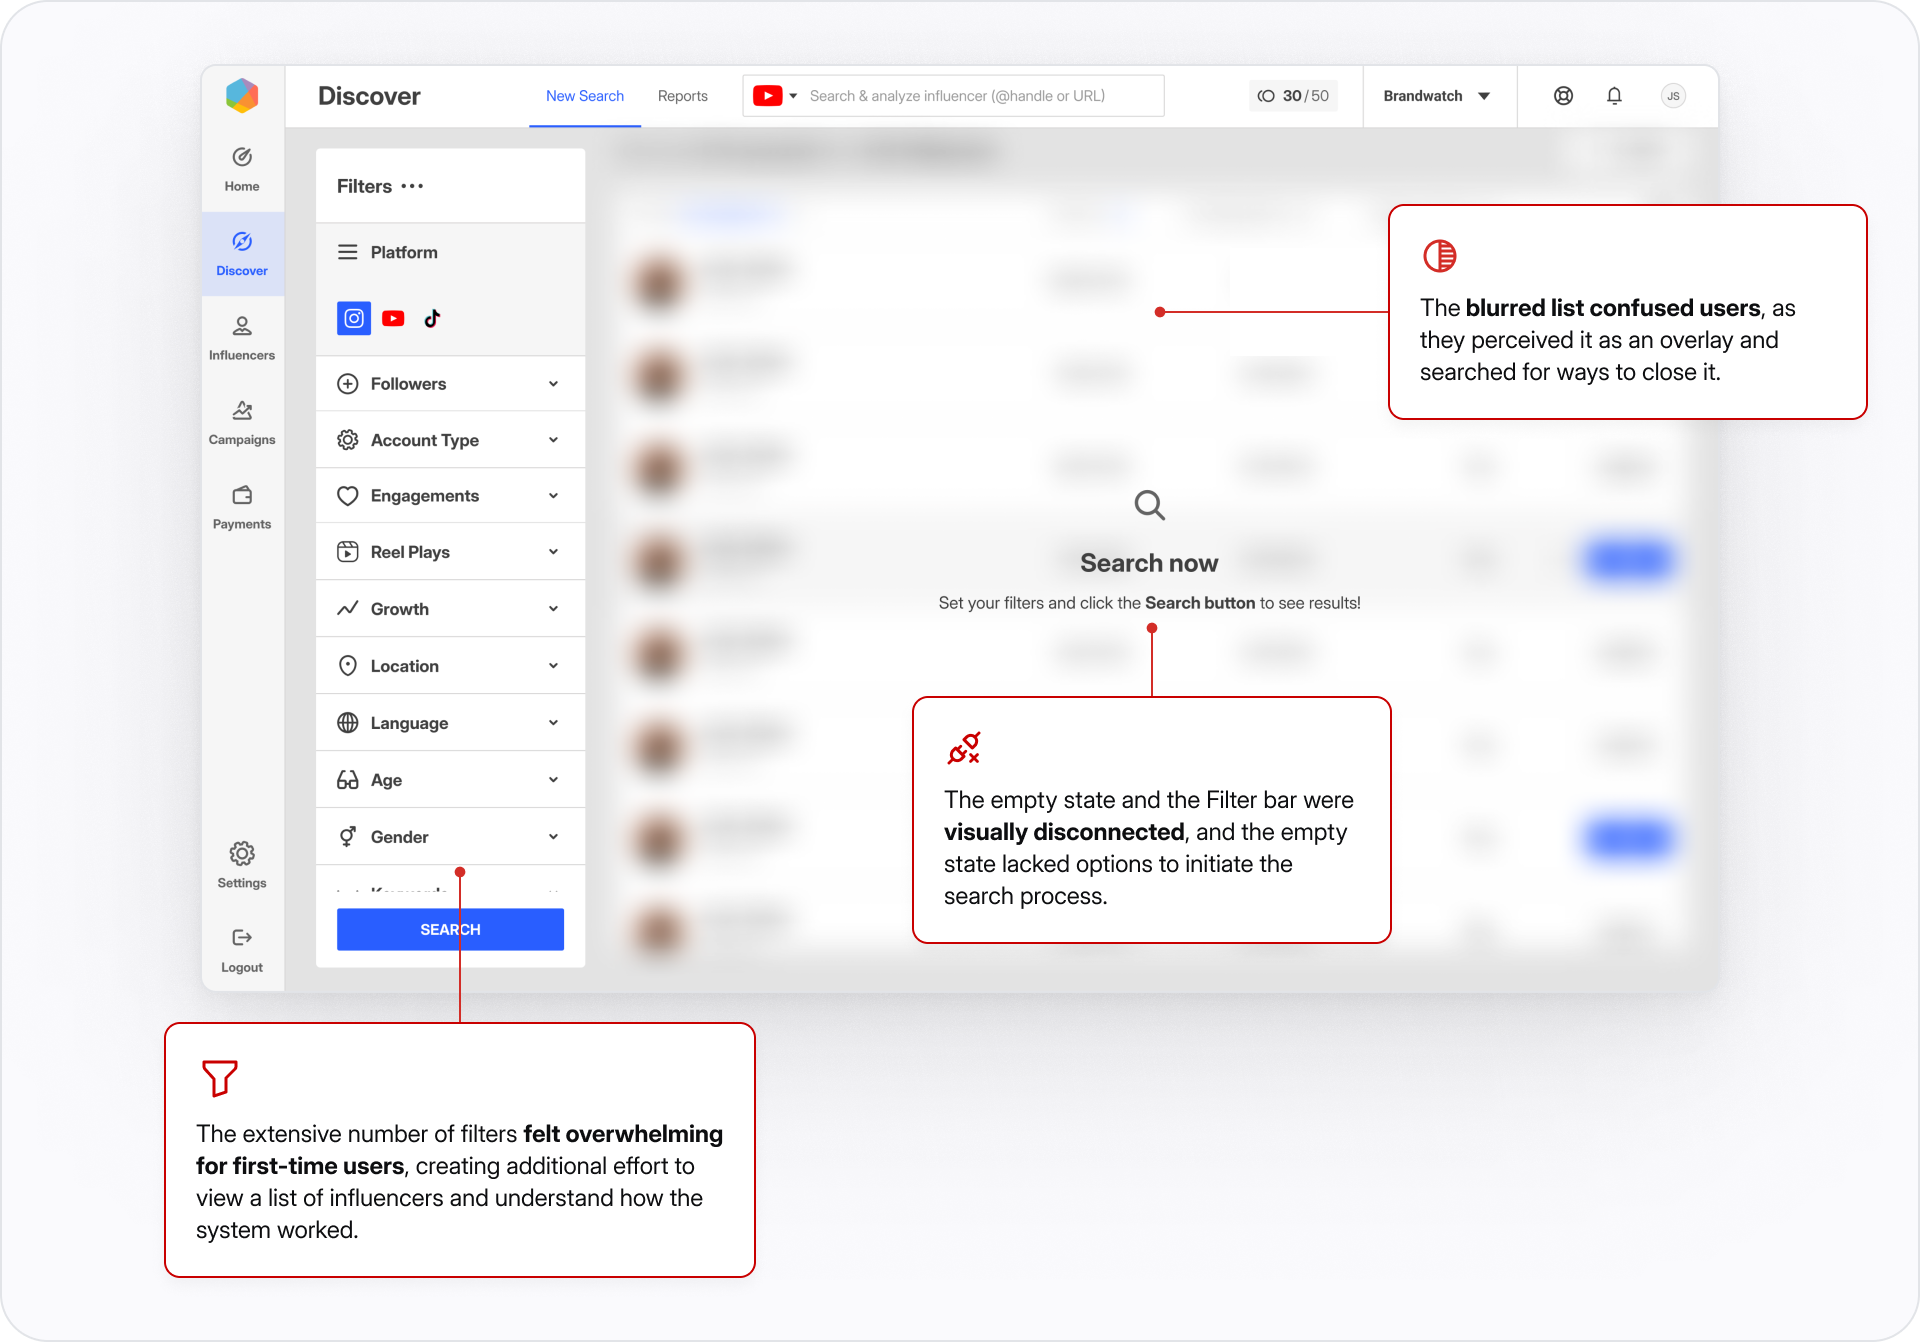 Discover
New Search
Reports
Search & analyze influencer (@handle or URL)
30/50
Brandwatch
JS
Home
Discover
Influencers
Campaigns
Payments
Settings
Logout
Filters
Platform
Followers
Account Type
Engagements
Reel Plays
Growth
Location
Language
Age
Gender
Keywords
SEARCH
Search now
Set your filters and click the Search button to see results!
The blurred list confused users, as
they perceived it as an overlay and
searched for ways to close it.
The empty state and the Filter bar were
visually disconnected, and the empty
state lacked options to initiate the
search process.
The extensive number of filters felt overwhelming
for first-time users, creating additional effort to
view a list of influencers and understand how the
system worked.